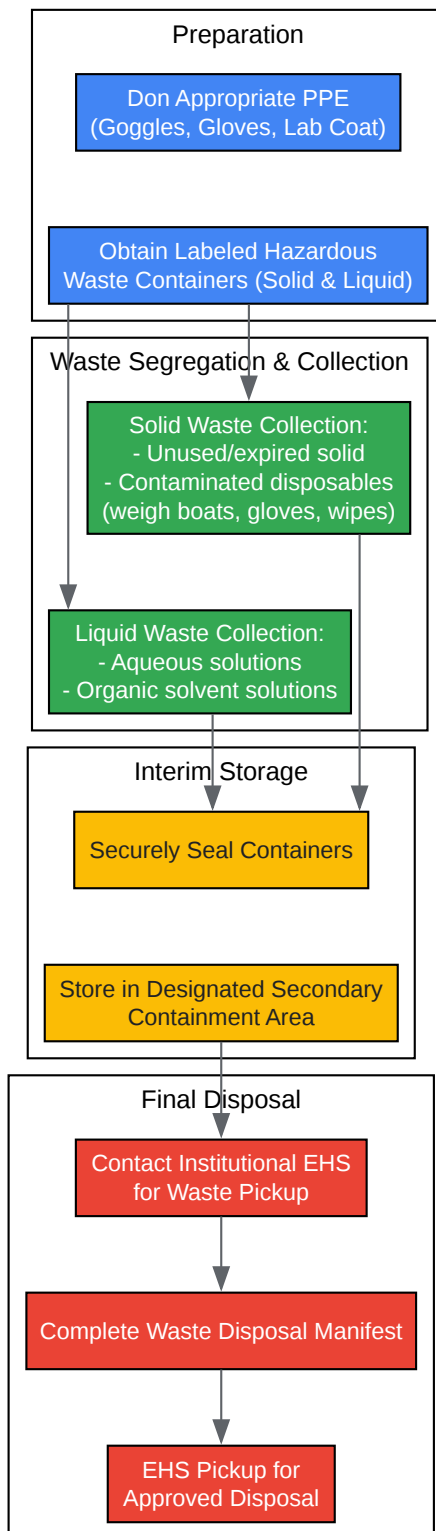 Preparation
Don Appropriate PPE
(Goggles, Gloves, Lab Coat)
Obtain Labeled Hazardous
Waste Containers (Solid & Liquid)
Waste Segregation & Collection
Solid Waste Collection:
- Unused/expired solid
- Contaminated disposables
(weigh boats, gloves, wipes)
Liquid Waste Collection:
- Aqueous solutions
- Organic solvent solutions
Interim Storage
Securely Seal Containers
Store in Designated Secondary
Containment Area
Final Disposal
Contact Institutional EHS
for Waste Pickup
Complete Waste Disposal Manifest
EHS Pickup for
Approved Disposal